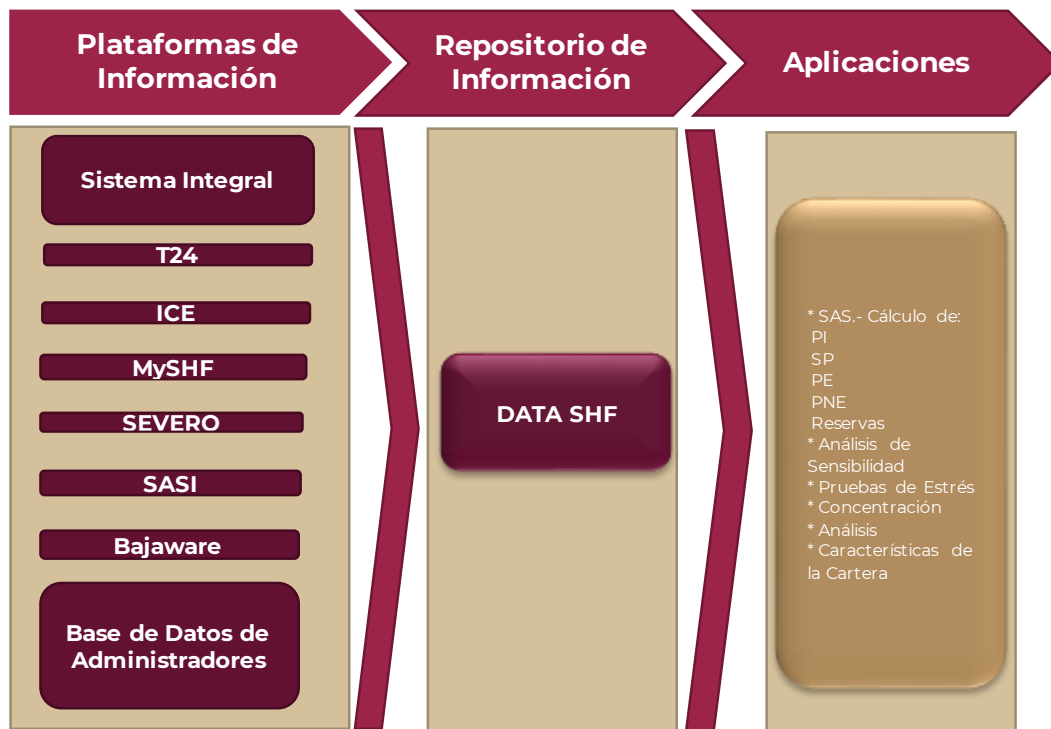 Plataformas de
Información
Repositorio de
Información
Aplicaciones
Sistema Integral
T24
ICE
MySHF
SEVERO
SASI
Bajaware
Base de Datos de
Administradores
DATA SHF
* SAS.- Cálculo de:
PI
SP
PE
PNE
Reservas
* Análisis de
Sensibilidad
* Pruebas de Estrés
* Concentración
* Análisis
* Características de
la Cartera